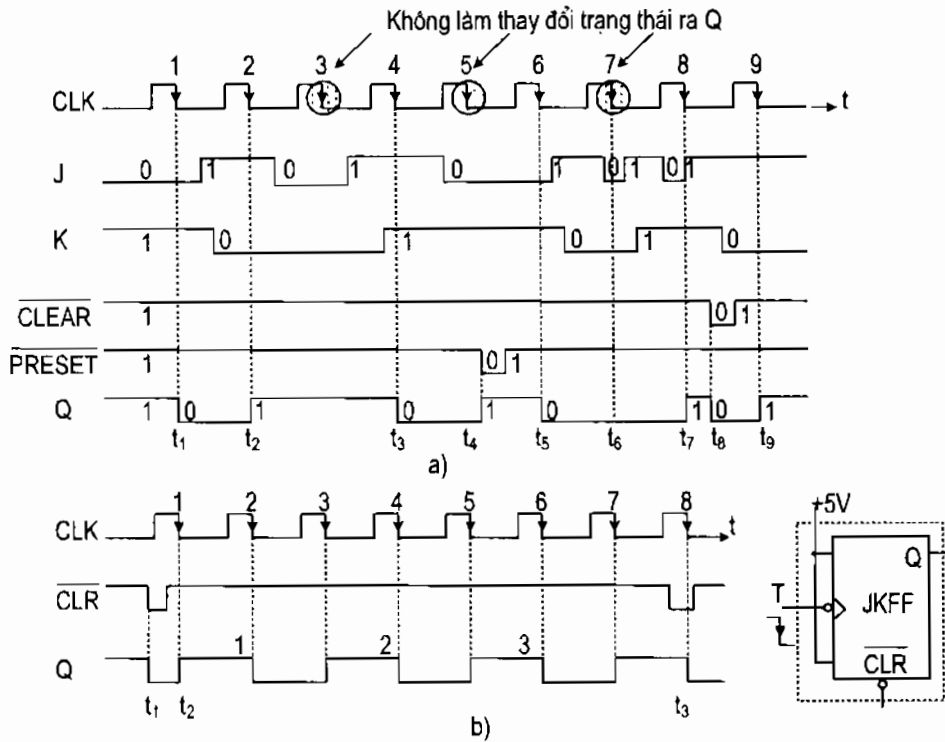 Không làm thay đổi trạng thái ra Q
1 2 3 4 5 6 7 8 9
CLK t
J 0 1 0 1 0 1 0 1 0 1
K 1 0 1 0 1 0
CLEAR 1 0 1
PRESET 1 0 1
Q 1 0 1 0 1 0 1 0 1
t1 t2 t3 t4 t5 t6 t7 t8 t9
a)
1 2 3 4 5 6 7 8
CLK t
CLR
Q 1 2 3
t1 t2 t3
b)
+5V
Q
T JKFF
CLR